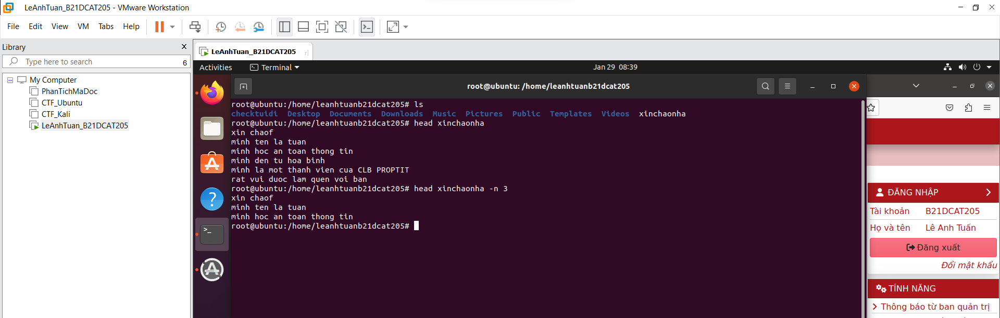 LeAnhTuan_B21DCAT205 - VMware Workstation
File Edit View VM Tabs Help
Library
Type here to search
6
My Computer
PhanTichMaDoc
CTF_Ubuntu
CTF_Kali
LeAnhTuan_B21DCAT205
LeAnhTuan_B21DCAT205
Activities Terminal Jan 29 08:39
root@ubuntu: /home/leanhtuanb21dcat205
root@ubuntu:/home/leanhtuanb21dcat205# ls
checktuidi Desktop Documents Downloads Music Pictures Public Templates Videos xinchaonha
root@ubuntu:/home/leanhtuanb21dcat205# head xinchaonha
xin chaof
minh ten la tuan
minh hoc an toan thong tin
minh den tu hoa binh
minh la mot thanh vien cua CLB PROPTIT
rat vui duoc lam quen voi ban
root@ubuntu:/home/leanhtuanb21dcat205# head xinchaonha -n 3
xin chaof
minh ten la tuan
minh hoc an toan thong tin
root@ubuntu:/home/leanhtuanb21dcat205#
ĐĂNG NHẬP
Tài khoản B21DCAT205
Họ và tên Lê Anh Tuấn
Đăng xuất
Đổi mật khẩu
TÍNH NĂNG
Thông báo từ ban quản trị